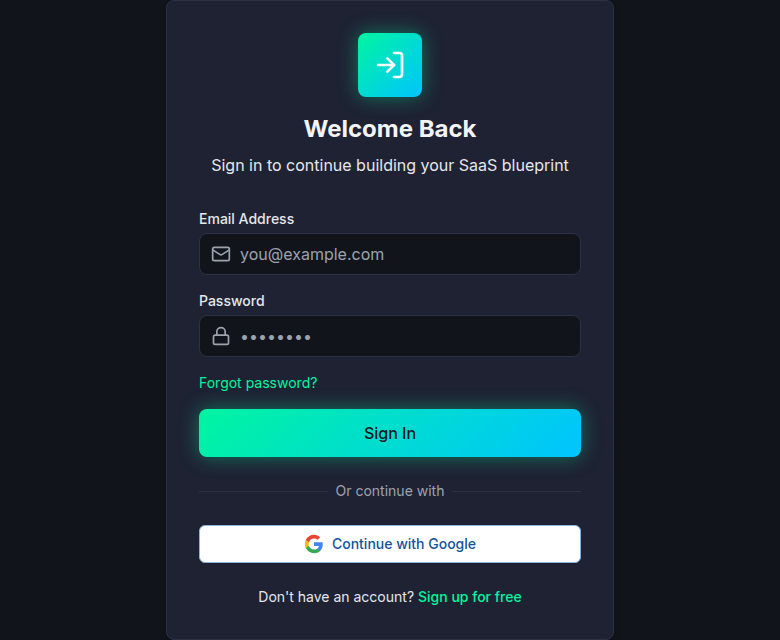 Welcome Back
Sign in to continue building your SaaS blueprint
Email Address
you@example.com
Password
••••••••
Forgot password?
Sign In
Or continue with
Continue with Google
Don't have an account? Sign up for free